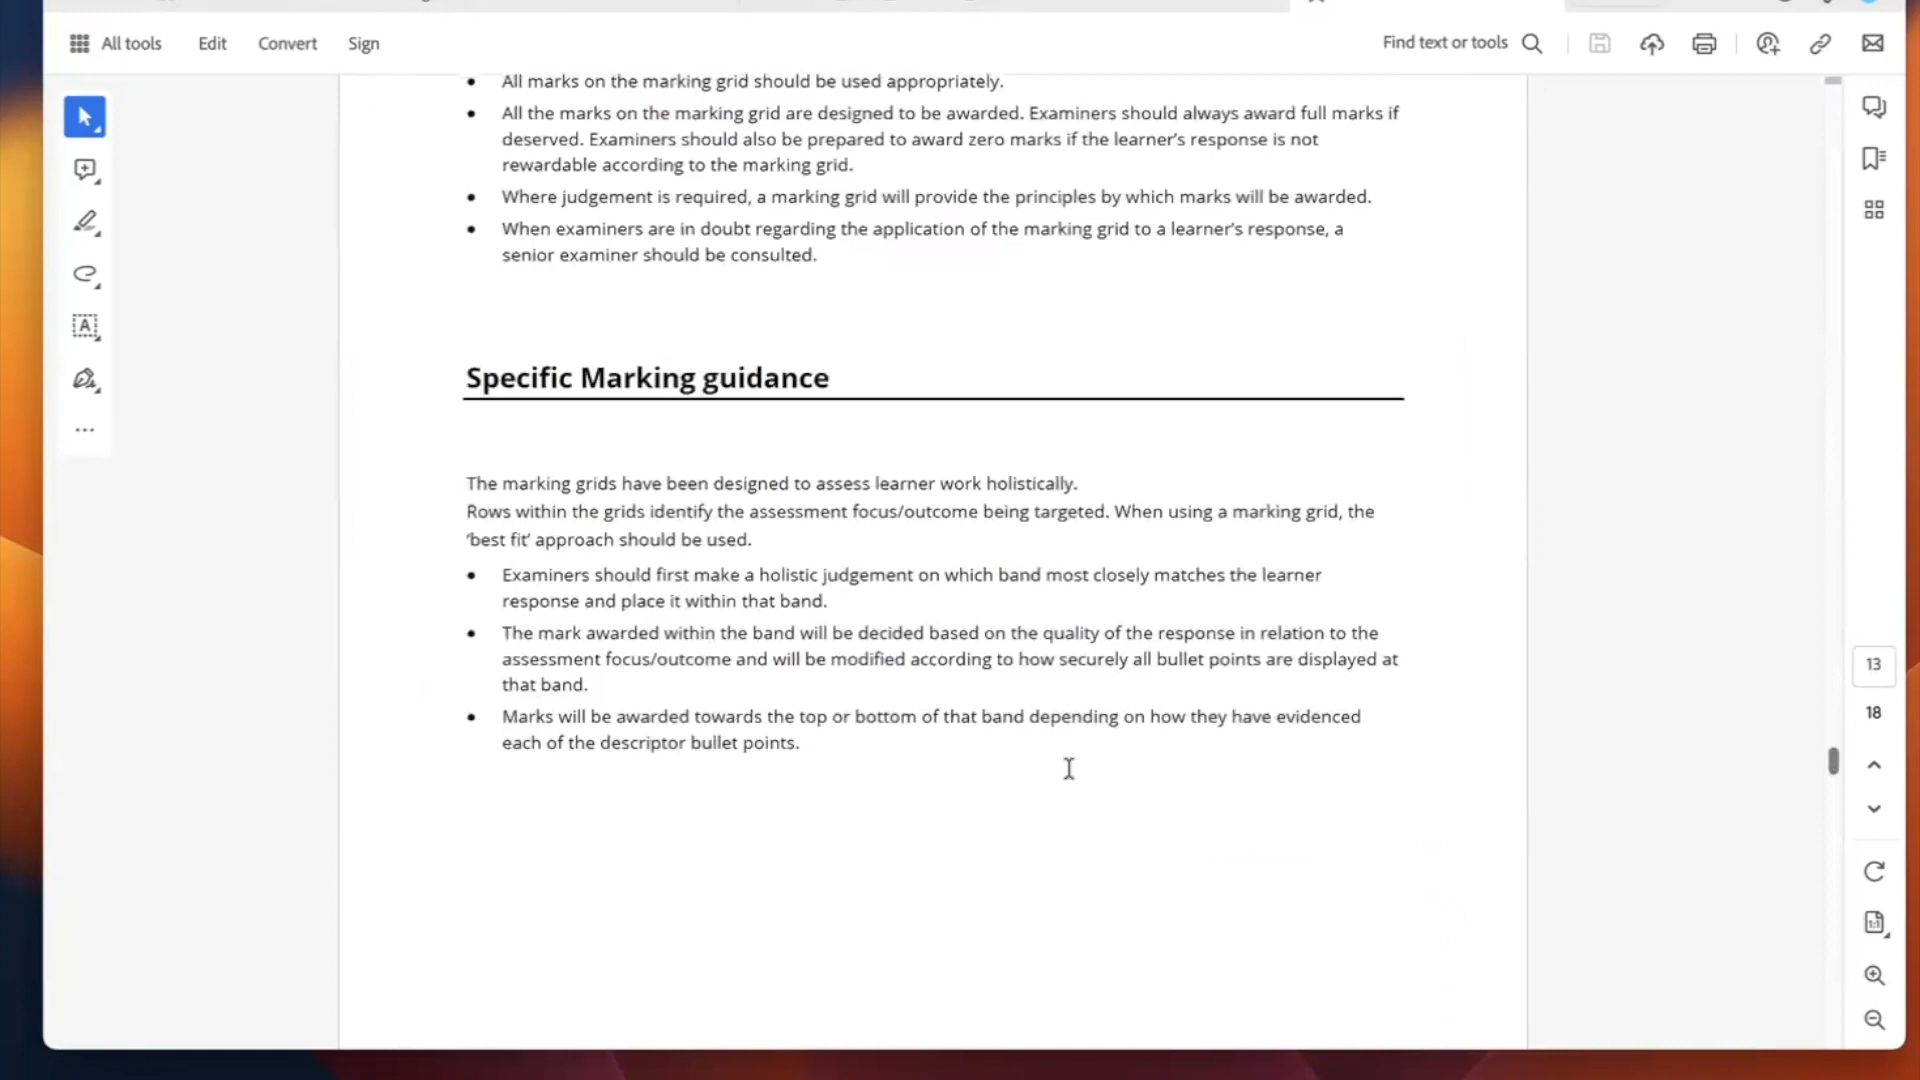 All tools
Edit
Convert
Sign
Find text or tools
• All marks on the marking grid should be used appropriately.
• All the marks on the marking grid are designed to be awarded. Examiners should always award full marks if
deserved. Examiners should also be prepared to award zero marks if the learner's response is not
rewardable according to the marking grid.
• Where judgement is required, a marking grid will provide the principles by which marks will be awarded.
• When examiners are in doubt regarding the application of the marking grid to a learner's response, a
senior examiner should be consulted.
Specific Marking guidance
The marking grids have been designed to assess learner work holistically.
Rows within the grids identify the assessment focus/outcome being targeted. When using a marking grid, the
‘best fit’ approach should be used.
• Examiners should first make a holistic judgement on which band most closely matches the learner
response and place it within that band.
• The mark awarded within the band will be decided based on the quality of the response in relation to the
assessment focus/outcome and will be modified according to how securely all bullet points are displayed at
that band.
• Marks will be awarded towards the top or bottom of that band depending on how they have evidenced
each of the descriptor bullet points.
13
18
1:1